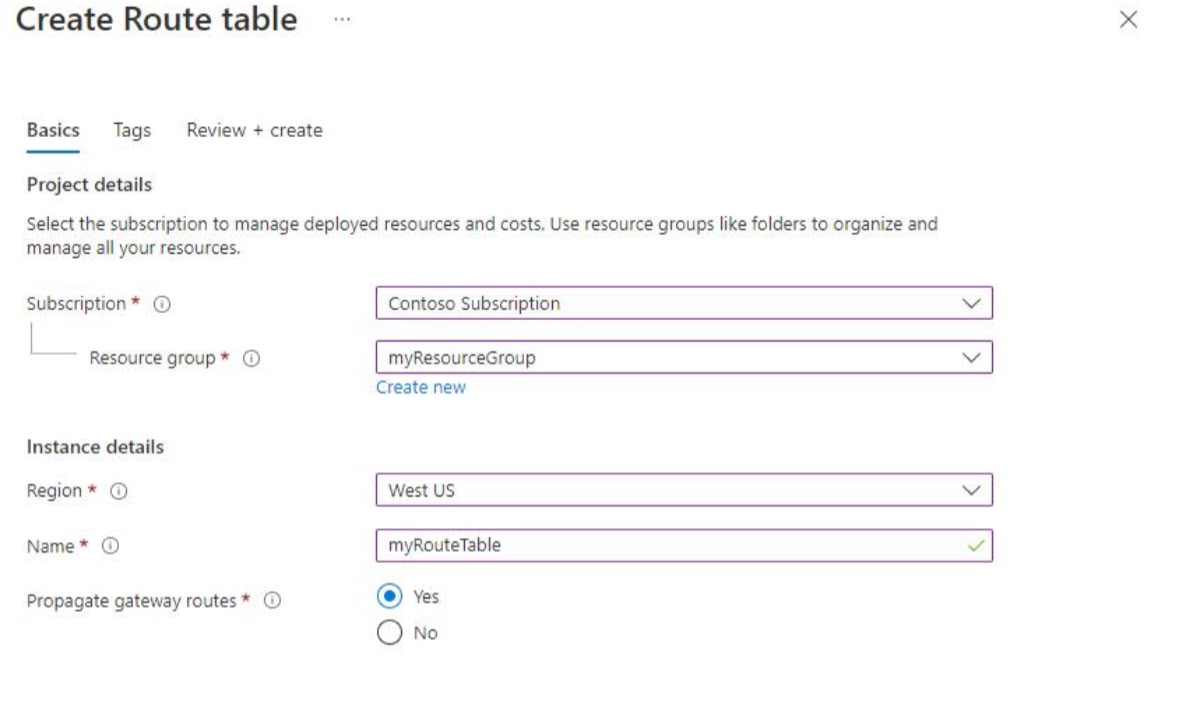 Create Route table ...
Basics Tags Review + create
Project details
Select the subscription to manage deployed resources and costs. Use resource groups like folders to organize and
manage all your resources.
Subscription * Contoso Subscription
Resource group * myResourceGroup
Create new
Instance details
Region * West US
Name * myRouteTable
Propagate gateway routes * Yes
No